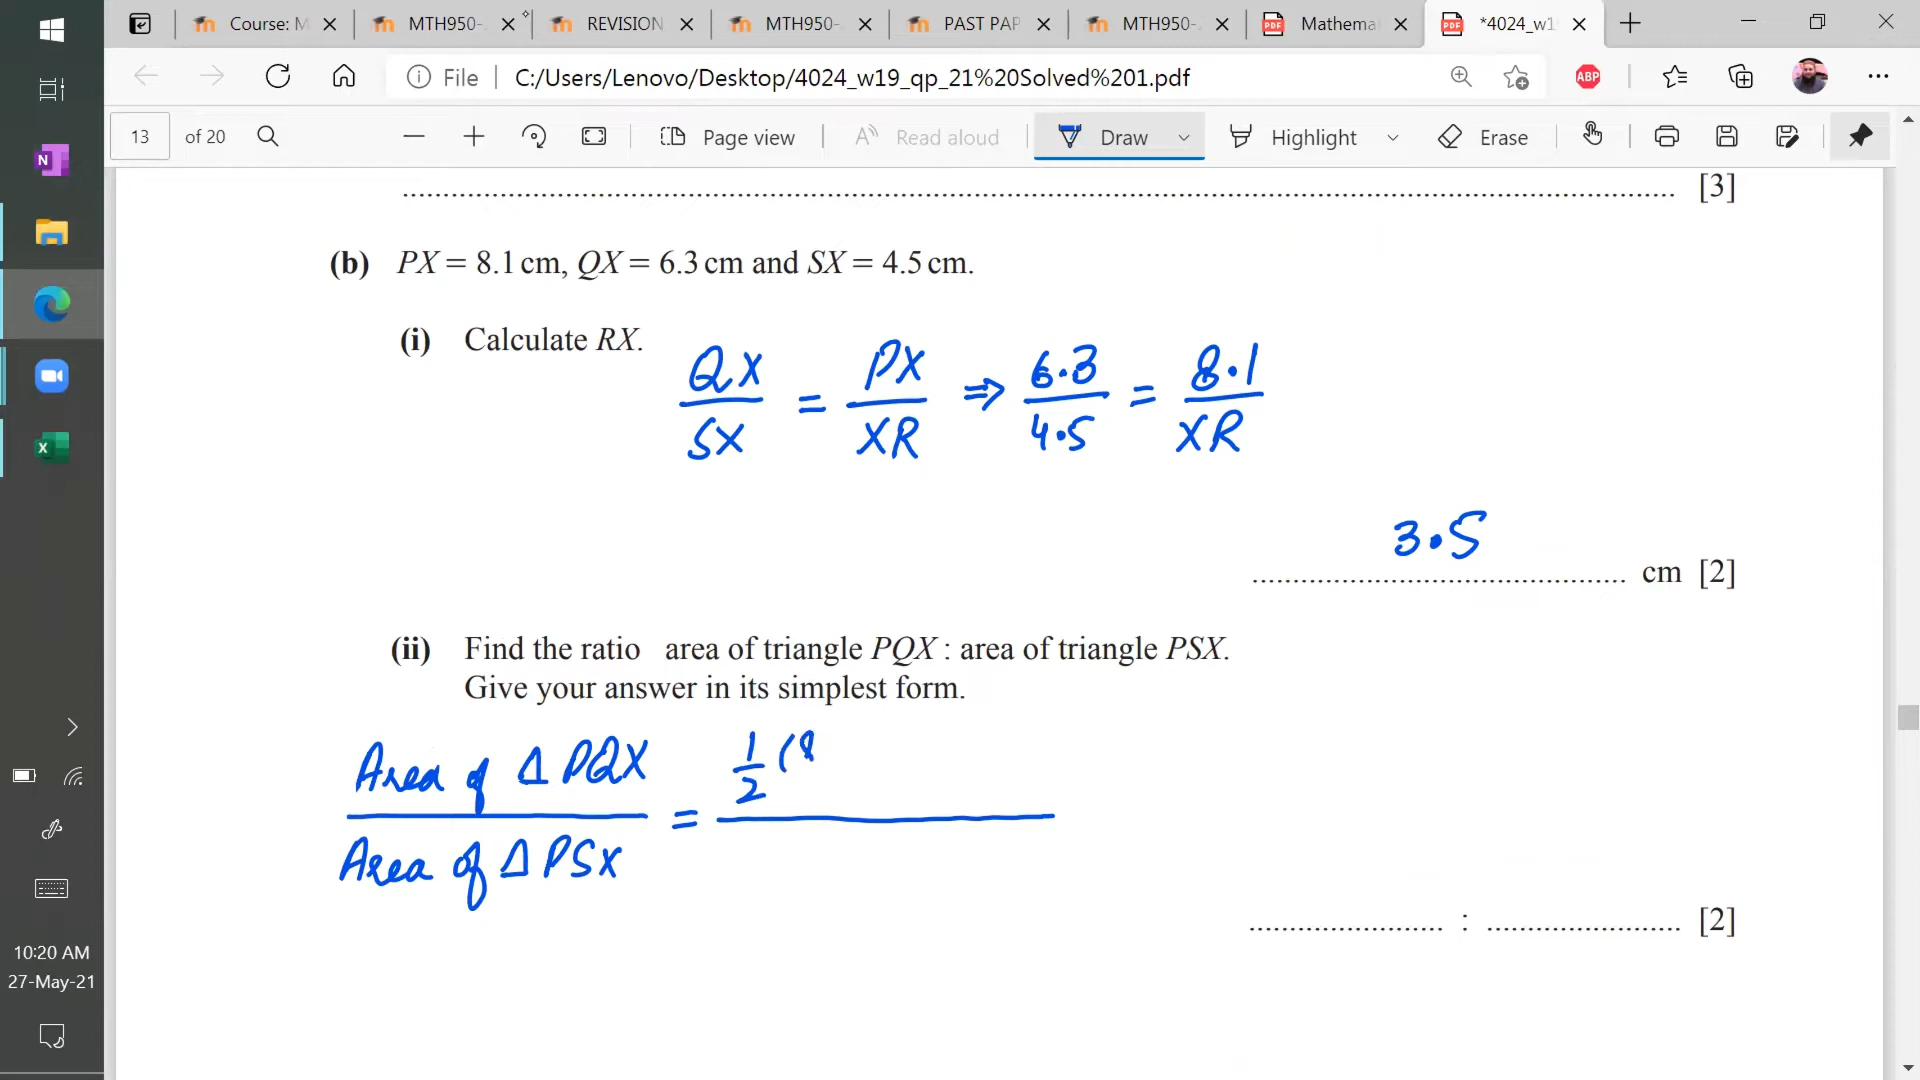 Course: M
MTH950-
REVISION
MTH950-
PAST PAP
MTH950-
Mathema
*4024_w1
File
C:/Users/Lenovo/Desktop/4024_w19_qp_21%20Solved%201.pdf
ABP
13 of 20
Page view
Read aloud
Draw
Highlight
Erase
[3]
(b) PX = 8.1 cm, QX = 6.3 cm and SX = 4.5 cm.
(i) Calculate RX.
QX/SX = PX/XR ⇒ 6.3/4.5 = 8.1/XR
3.5
cm [2]
(ii) Find the ratio area of triangle PQX : area of triangle PSX.
Give your answer in its simplest form.
Area of Δ PQX / Area of Δ PSX = 1/2 (8
: [2]
10:20 AM
27-May-21